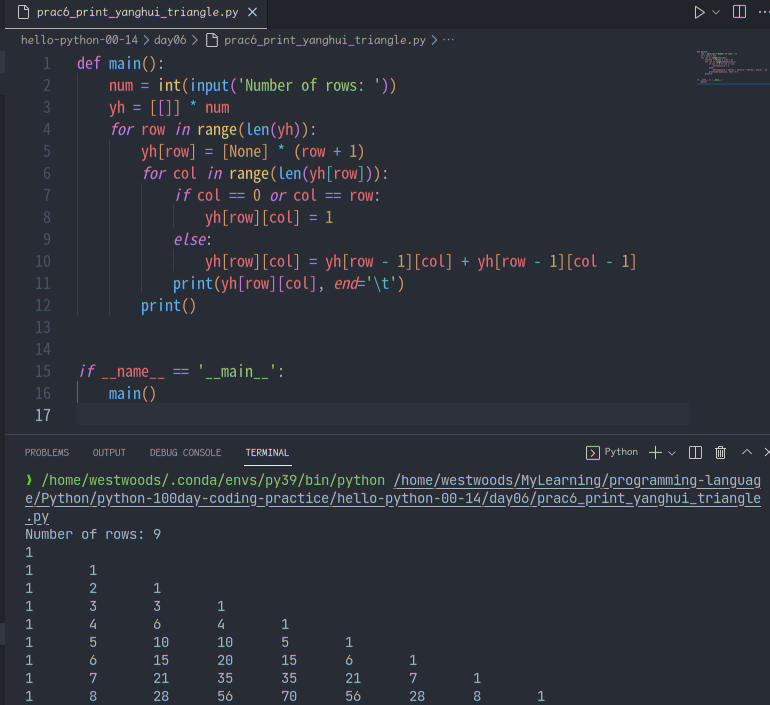 prac6_print_yanghui_triangle.py
hello-python-00-14 > day06 > prac6_print_yanghui_triangle.py > ...
1 def main():
2     num = int(input('Number of rows: '))
3     yh = [[]] * num
4     for row in range(len(yh)):
5         yh[row] = [None] * (row + 1)
6         for col in range(len(yh[row])):
7             if col == 0 or col == row:
8                 yh[row][col] = 1
9             else:
10                 yh[row][col] = yh[row - 1][col] + yh[row - 1][col - 1]
11             print(yh[row][col], end='\t')
12         print()
13
14
15 if __name__ == '__main__':
16     main()
17
PROBLEMS OUTPUT DEBUG CONSOLE TERMINAL Python
❯ /home/westwoods/.conda/envs/py39/bin/python /home/westwoods/MyLearning/programming-languag
e/Python/python-100day-coding-practice/hello-python-00-14/day06/prac6_print_yanghui_triangle
.py
Number of rows: 9
1
1 1
1 2 1
1 3 3 1
1 4 6 4 1
1 5 10 10 5 1
1 6 15 20 15 6 1
1 7 21 35 35 21 7 1
1 8 28 56 70 56 28 8 1